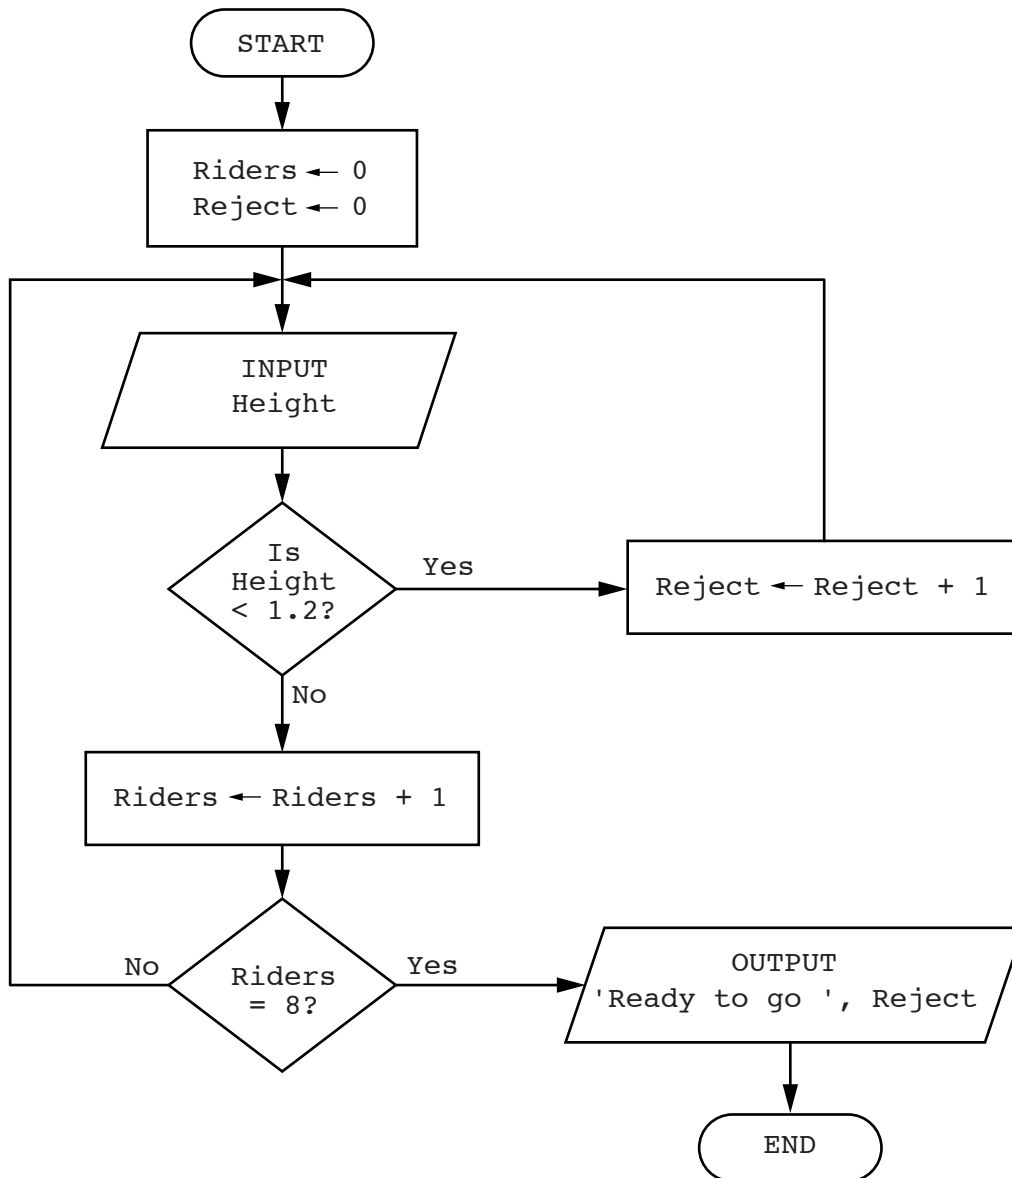 START
Riders ← 0
Reject ← 0
INPUT
Height
Is
Height
< 1.2?
Yes
Reject ← Reject + 1
No
Riders ← Riders + 1
Riders
= 8?
No
Yes
OUTPUT
'Ready to go ', Reject
END